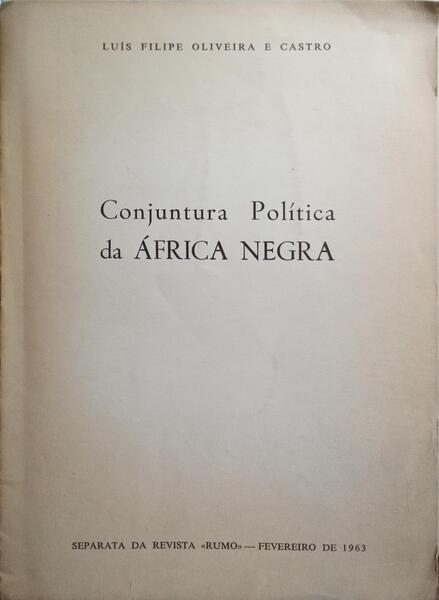 LUÍS FILIPE OLIVEIRA E CASTRO
Conjuntura Política
da ÁFRICA NEGRA
SEPARATA DA REVISTA «RUMO» — FEVEREIRO DE 1963